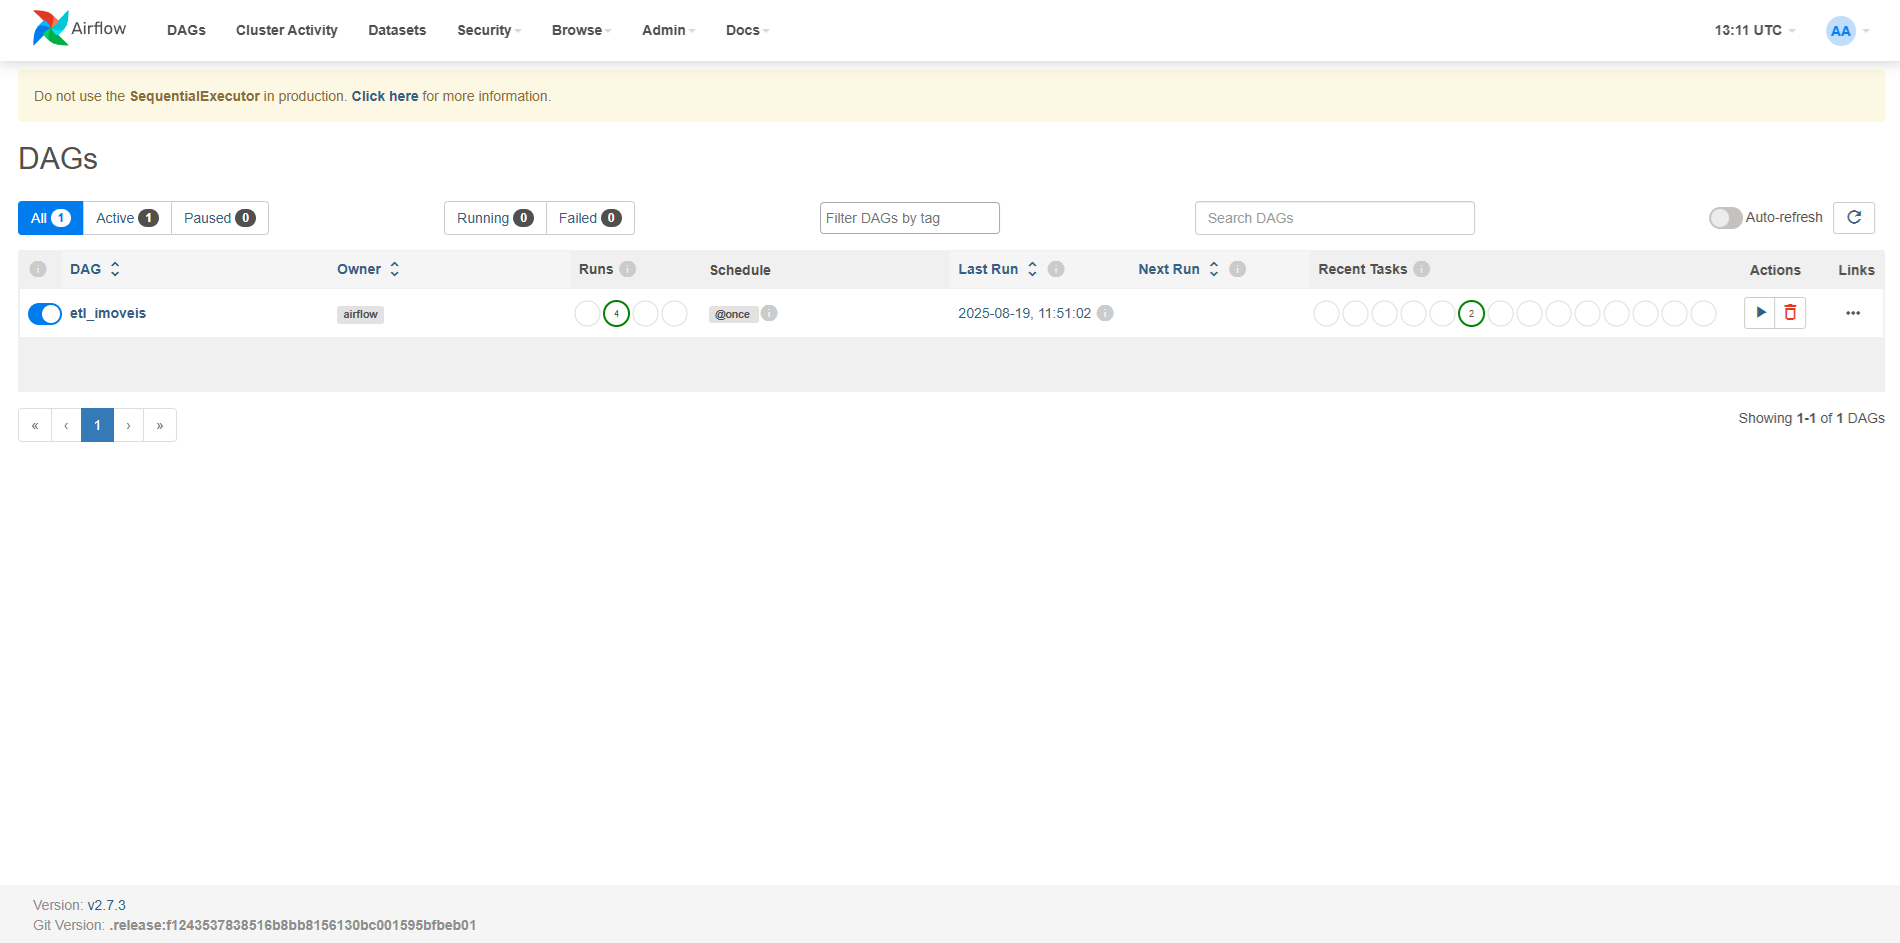 Airflow DAGs Cluster Activity Datasets Security Browse Admin Docs 13:11 UTC AA
Do not use the SequentialExecutor in production. Click here for more information.
DAGs
All 1 Active 1 Paused 0 Running 0 Failed 0 Filter DAGs by tag Search DAGs Auto-refresh
DAG Owner Runs Schedule Last Run Next Run Recent Tasks Actions Links
etl_imoveis airflow 4 @once 2025-08-19, 11:51:02 2
« ‹ 1 › » Showing 1-1 of 1 DAGs
Version: v2.7.3
Git Version: .release:f1243537838516b8bb8156130bc001595bfbeb01